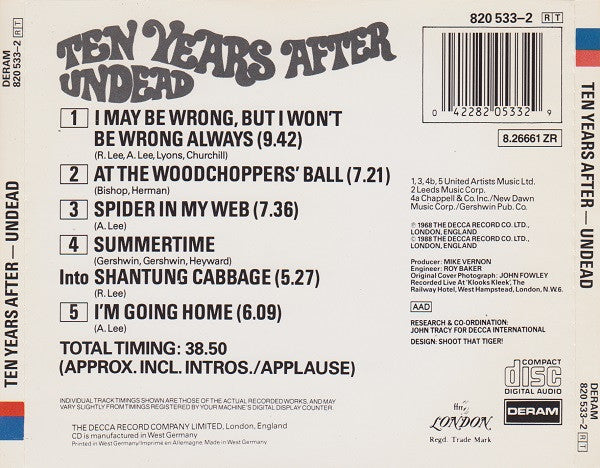 DERAM
820 533-2 RT
TEN YEARS AFTER — UNDEAD
TEN YEARS AFTER
UNDEAD
1 I MAY BE WRONG, BUT I WON'T
BE WRONG ALWAYS (9.42)
(R. Lee, A. Lee, Lyons, Churchill)
2 AT THE WOODCHOPPERS' BALL (7.21)
(Bishop, Herman)
3 SPIDER IN MY WEB (7.36)
(A. Lee)
4 SUMMERTIME
(Gershwin, Gershwin, Heyward)
Into SHANTUNG CABBAGE (5.27)
(R. Lee)
5 I'M GOING HOME (6.09)
(A. Lee)
TOTAL TIMING: 38.50
(APPROX. INCL. INTROS./APPLAUSE)
INDIVIDUAL TRACK TIMINGS SHOWN ARE THOSE OF THE ACTUAL RECORDED WORKS, AND MAY
VARY SLIGHTLY FROM TIMINGS REGISTERED BY YOUR MACHINE'S DIGITAL DISPLAY COUNTER.
THE DECCA RECORD COMPANY LIMITED, London, England
CD is manufactured in West Germany
Printed in West Germany/Imprimé en Allemagne. Made in West Germany
820 533-2 RT
0 42282 05332 9
8.26661 ZR
1, 3, 4b, 5 United Artists Music Ltd.
2 Leeds Music Corp.
4a Chappell & Co. Inc./New Dawn
Music Corp./Gershwin Pub. Co.
℗ 1968 THE DECCA RECORD CO. LTD.,
LONDON, ENGLAND
© 1988 THE DECCA RECORD CO. LTD.,
LONDON, ENGLAND
Producer: MIKE VERNON
Engineer: ROY BAKER
Original Cover Photograph: JOHN FOWLEY
Recorded Live At 'Klooks Kleek', The
Railway Hotel, West Hampstead, London, N.W.6.
AAD
RESEARCH & CO-ORDINATION:
JOHN TRACY FOR DECCA INTERNATIONAL
DESIGN: SHOOT THAT TIGER!
COMPACT
disc
DIGITAL AUDIO
LONDON
Regd. Trade Mark
DERAM
TEN YEARS AFTER — UNDEAD
DERAM
820 533-2 RT